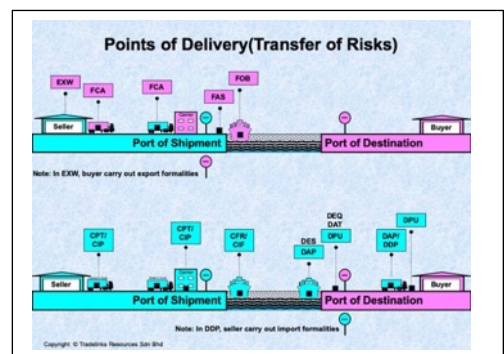 Points of Delivery(Transfer of Risks)
EXW
FCA
FCA
FAS
FOB
Carrier
Seller
Buyer
Port of Shipment
Port of Destination
Note: In EXW, buyer carry out export formalities
CPT/
CIP
CPT/
CIP
CFR/
CIF
DES
DAP
DEQ
DAT
DPU
DAP/
DDP
DPU
Seller
Buyer
Port of Shipment
Port of Destination
Note: In DDP, seller carry out import formalities
Copyright © Tradelinks Resources Sdn Bhd